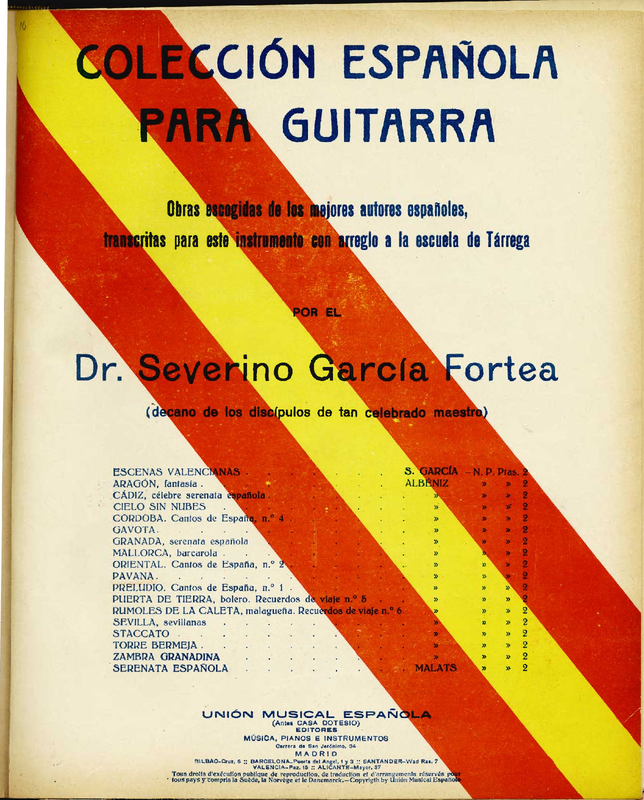 COLECCIÓN ESPAÑOLA
PARA GUITARRA
Obras escogidas de los mejores autores españoles,
transcritas para este instrumento con arreglo a la escuela de Tárrega
POR EL
Dr. Severino García Fortea
(decano de los discípulos de tan celebrado maestro)
ESCENAS VALENCIANAS . . . . . . . S. GARCÍA - N. P. Ptas. 2
ARAGÓN, fantasía . . . . . . . . ALBÉNIZ » » 2
CÁDIZ, célebre serenata española . . . . . . » » » 2
CIELO SIN NUBES . . . . . . . . » » » 2
CÓRDOBA. Cantos de España, n.º 4 . . . . . » » » 2
GAVOTA . . . . . . . . . . » » » 2
GRANADA, serenata española . . . . . . » » » 2
MALLORCA, barcarola . . . . . . . » » » 2
ORIENTAL. Cantos de España, n.º 2 . . . . . » » » 2
PAVANA . . . . . . . . . . » » » 2
PRELUDIO. Cantos de España, n.º 1 . . . . . » » » 2
PUERTA DE TIERRA, bolero. Recuerdos de viaje n.º 5 . . » » » 2
RUMOLES DE LA CALETA, malagueña. Recuerdos de viaje n.º 6 » » » 2
SEVILLA, sevillanas . . . . . . . » » » 2
STACCATO . . . . . . . . . » » » 2
TORRE BERMEJA . . . . . . . . » » » 2
ZAMBRA GRANADINA . . . . . . . » » » 2
SERENATA ESPAÑOLA . . . . . . . MALATS » » 2
UNIÓN MUSICAL ESPAÑOLA
(Antes CASA DOTESIO)
EDITORES
MÚSICA, PIANOS E INSTRUMENTOS
Carrera de San Jerónimo, 34
MADRID
BILBAO-Cruz, 6 :: BARCELONA-Puerta del Angel, 1 y 3 :: SANTANDER-Wad Ras, 7
VALENCIA-Paz, 15 :: ALICANTE-Mayor, 37
Tous droits d'exécution publique de reproduction, de traduction et d'arrangements réservés pour
tous pays y compris la Suède, la Norvège et le Danemarck.-Copyrigth by Unión Musical Española